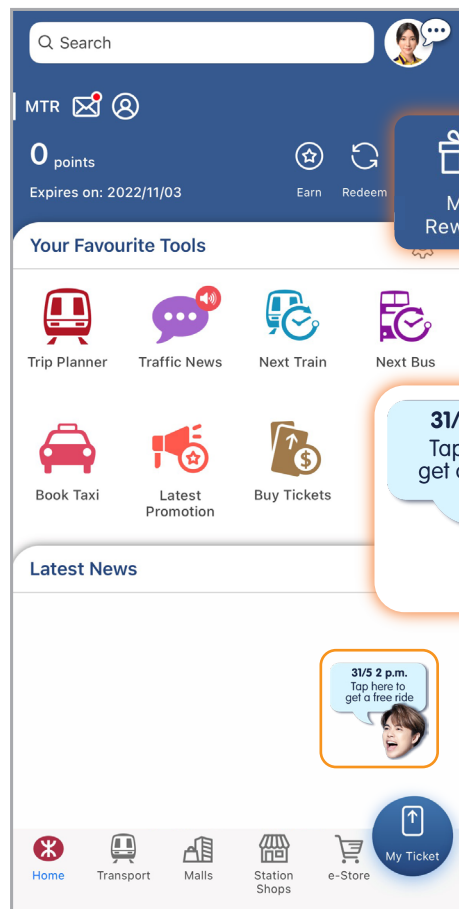 Search
MTR
0 points
Expires on: 2022/11/03
Earn
Redeem
Your Favourite Tools
Trip Planner
Traffic News
Next Train
Next Bus
Book Taxi
Latest
Promotion
Buy Tickets
31/
get
Latest News
31/5 2 p.m.
Tap here to
get a free ride
Home
Transport
Malls
Station
Shops
e-Store
My Ticket